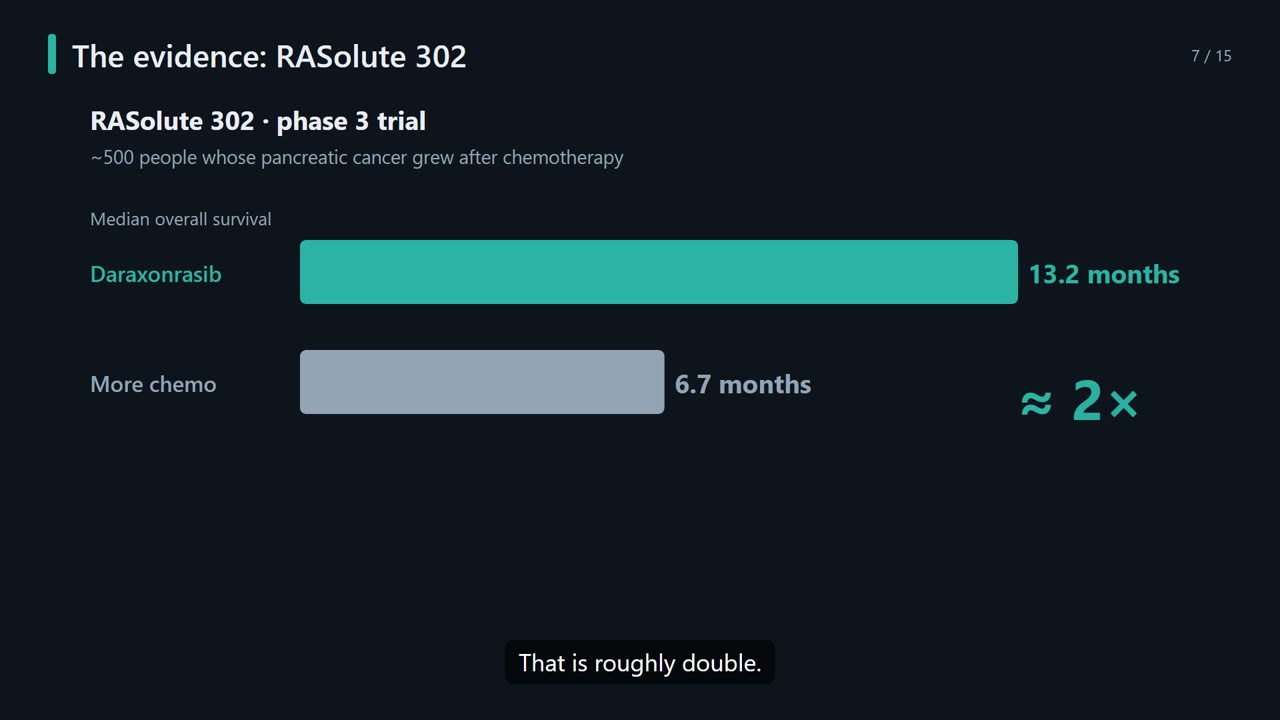 The evidence: RASolute 302
7 / 15
RASolute 302 · phase 3 trial
~500 people whose pancreatic cancer grew after chemotherapy
Median overall survival
Daraxonrasib
13.2 months
More chemo
6.7 months
≈ 2×
That is roughly double.